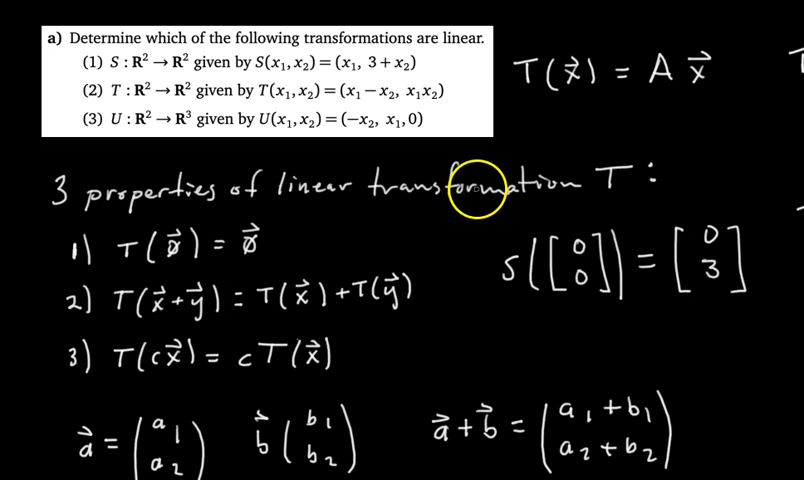 a) Determine which of the following transformations are linear.
(1) S : R² → R² given by S(x₁, x₂) = (x₁, 3 + x₂)
(2) T : R² → R² given by T(x₁, x₂) = (x₁ − x₂, x₁x₂)
(3) U : R² → R³ given by U(x₁, x₂) = (−x₂, x₁, 0)
T(x⃗) = A x⃗
3 properties of linear transformation T :
1) T(0⃗) = 0⃗
S([0 0]) = [0 3]
2) T(x⃗+y⃗) = T(x⃗)+T(y⃗)
3) T(cx⃗) = cT(x⃗)
a⃗ = (a₁ a₂) b⃗ (b₁ b₂) a⃗+b⃗ = (a₁+b₁ a₂+b₂)